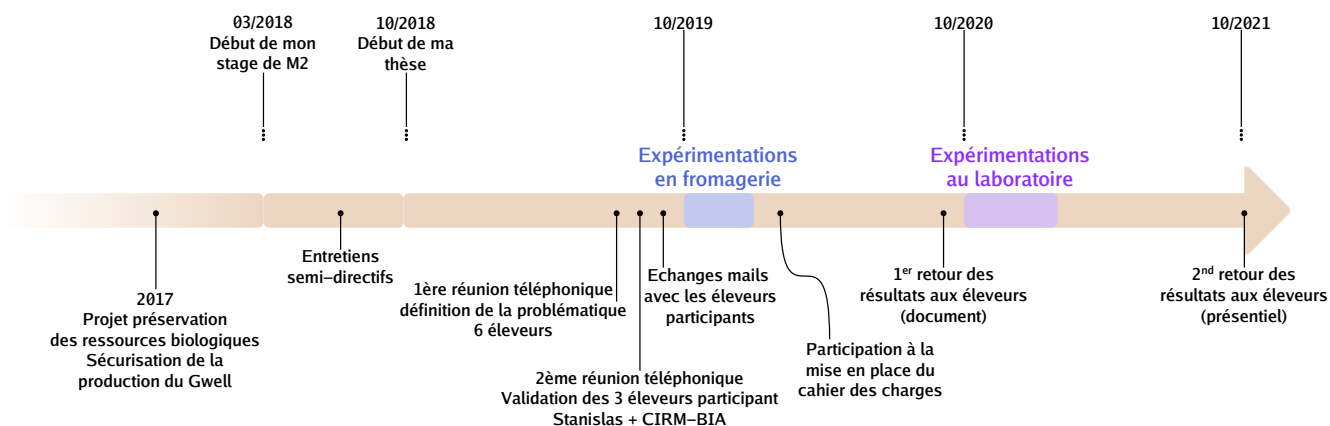 03/2018
Début de mon
stage de M2
10/2018
Début de ma
thèse
10/2019
10/2020
10/2021
Expérimentations
en fromagerie
Expérimentations
au laboratoire
2017
Projet préservation
des ressources biologiques
Sécurisation de la
production du Gwell
Entretiens
semi-directifs
1ère réunion téléphonique
définition de la problématique
6 éleveurs
2ème réunion téléphonique
Validation des 3 éleveurs participant
Stanislas + CIRM-BIA
Echanges mails
avec les éleveurs
participants
Participation à la
mise en place du
cahier des charges
1er retour des
résultats aux éleveurs
(document)
2nd retour des
résultats aux éleveurs
(présentiel)